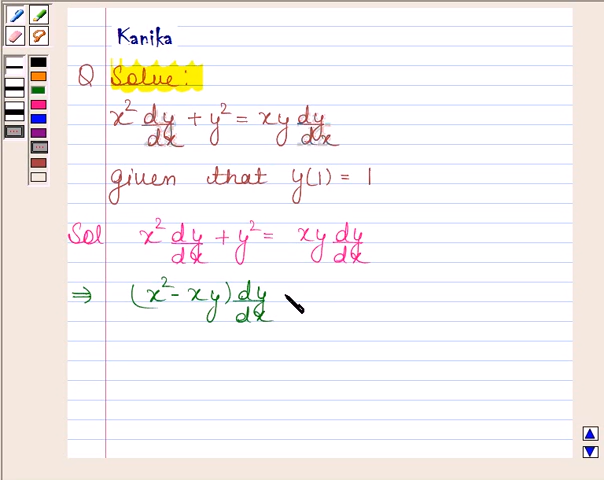 Kanika
Q Solve:
x² dy/dx + y² = xy dy/dx
given that y(1) = 1
Sol x² dy/dx + y² = xy dy/dx
⇒ (x² - xy) dy/dx